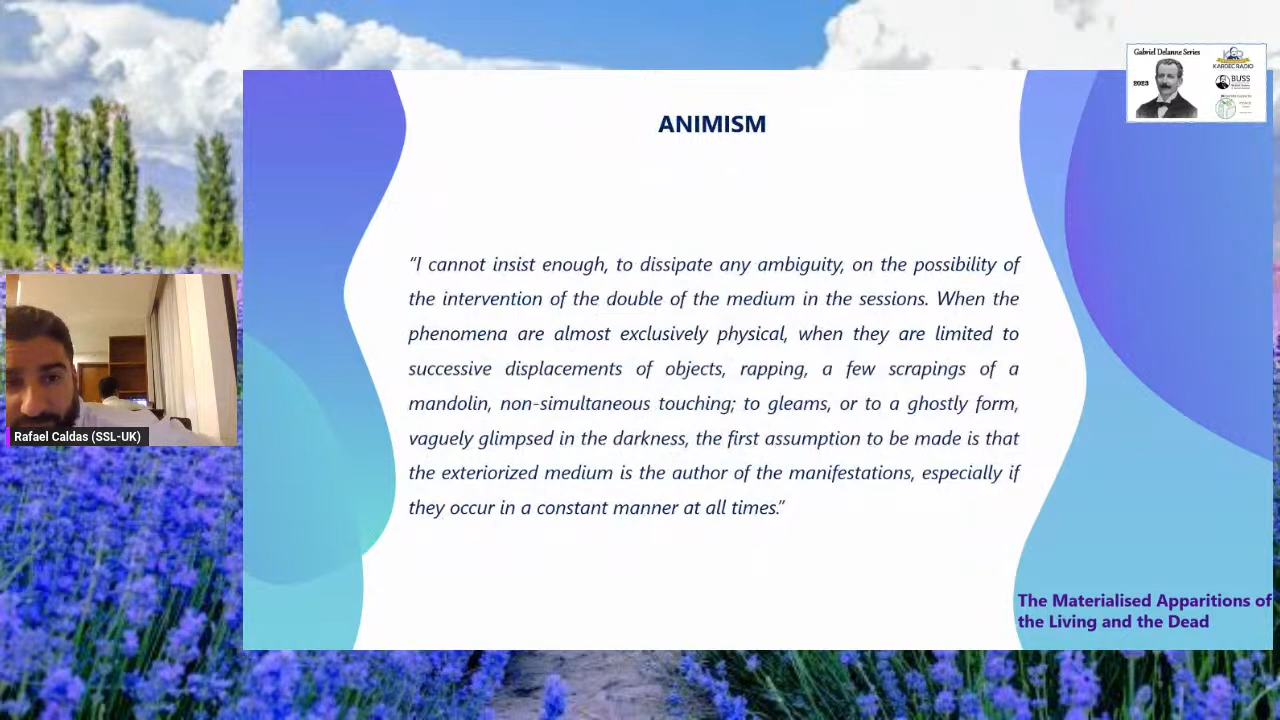 Gabriel Delanne Series
2023
KARDEC RADIO
BUSS
ANIMISM
“I cannot insist enough, to dissipate any ambiguity, on the possibility of
the intervention of the double of the medium in the sessions. When the
phenomena are almost exclusively physical, when they are limited to
successive displacements of objects, rapping, a few scrapings of a
mandolin, non-simultaneous touching; to gleams, or to a ghostly form,
vaguely glimpsed in the darkness, the first assumption to be made is that
the exteriorized medium is the author of the manifestations, especially if
they occur in a constant manner at all times.”
Rafael Caldas (SSL-UK)
The Materialised Apparitions of
the Living and the Dead